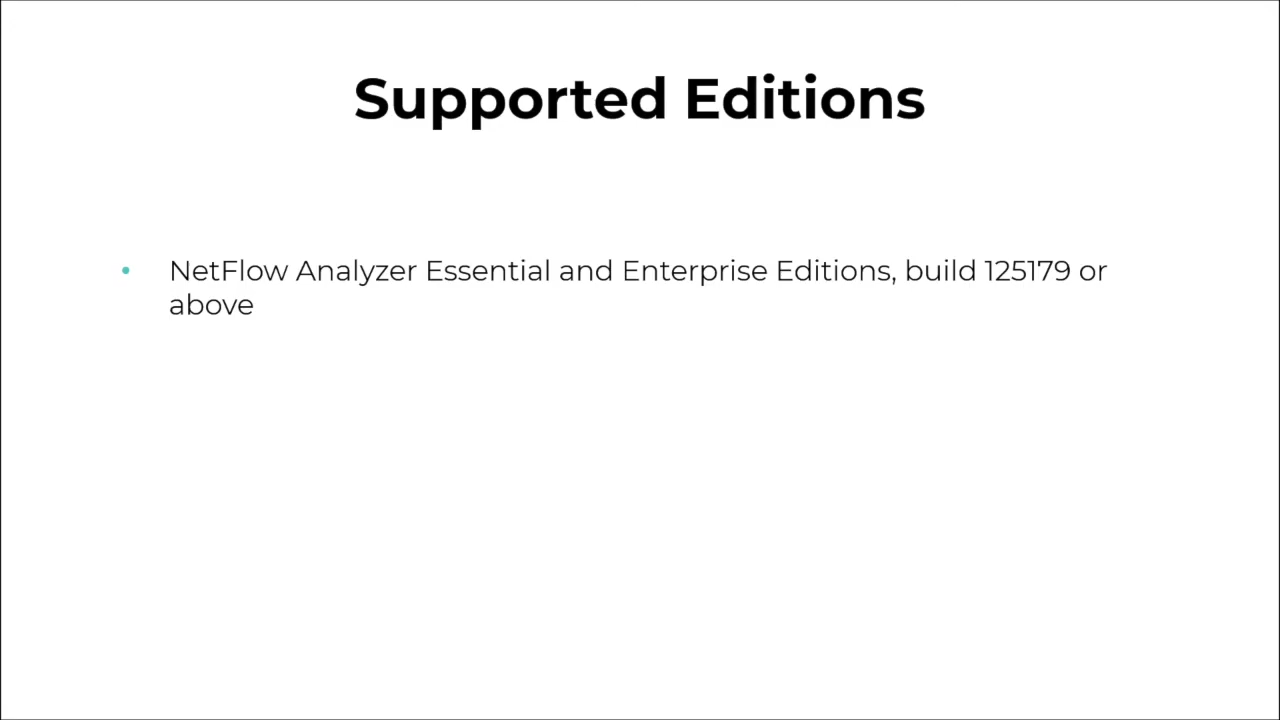 Supported Editions
• NetFlow Analyzer Essential and Enterprise Editions, build 125179 or
above